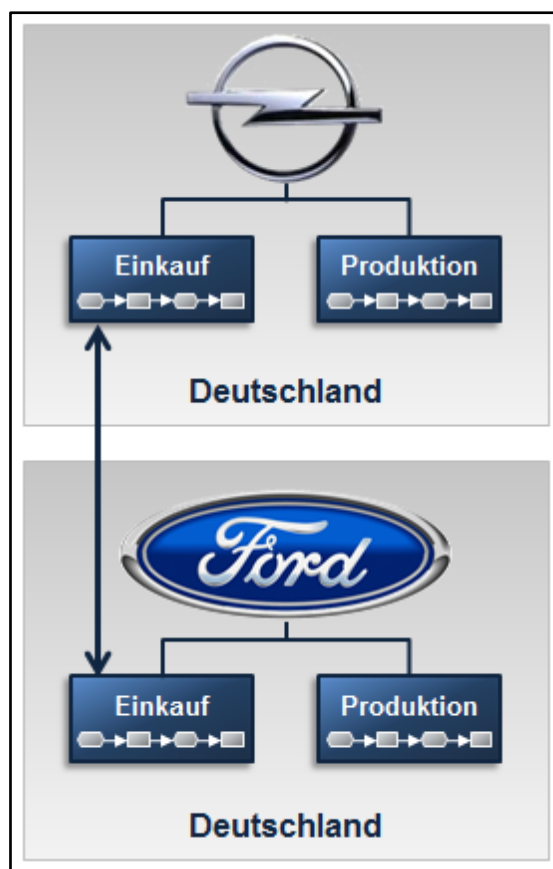 Einkauf
Produktion
Deutschland
Ford
Einkauf
Produktion
Deutschland